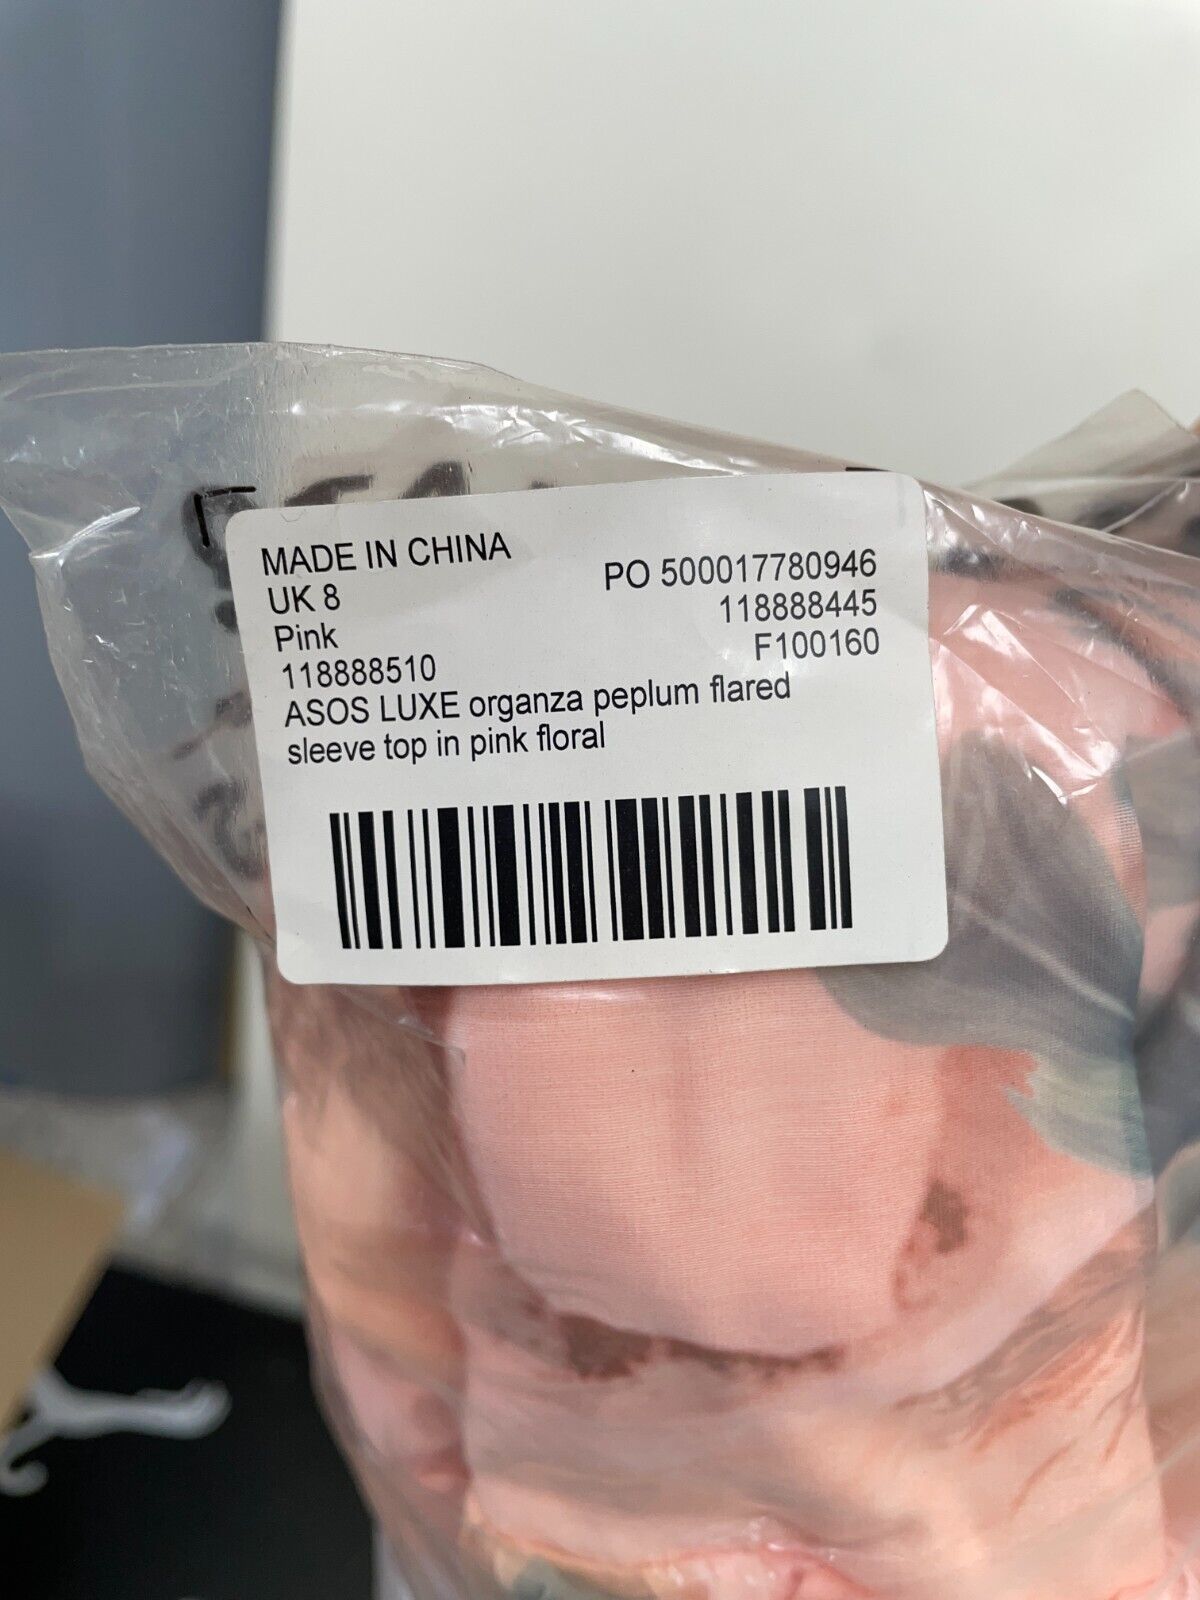 MADE IN CHINA
UK 8
Pink
118888510
PO 500017780946
118888445
F100160
ASOS LUXE organza peplum flared
sleeve top in pink floral